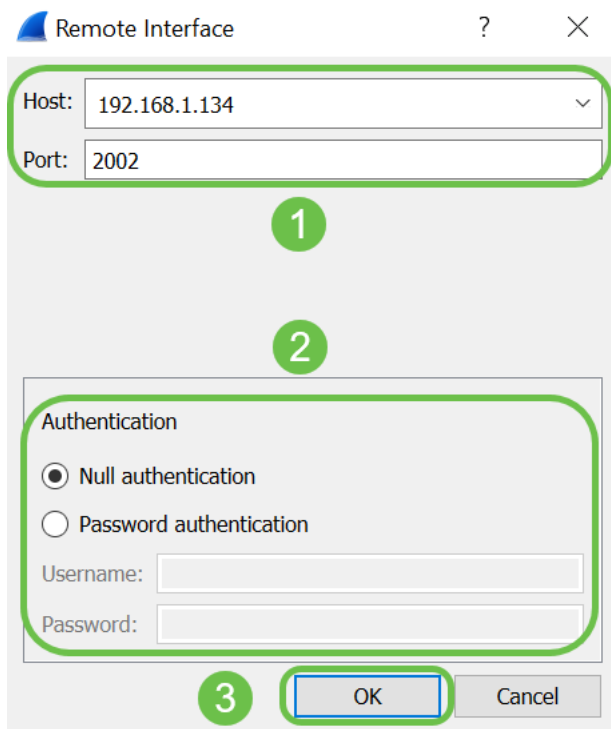 Remote Interface ?
Host: 192.168.1.134
Port: 2002
1
2
Authentication
Null authentication
Password authentication
Username:
Password:
3 OK Cancel